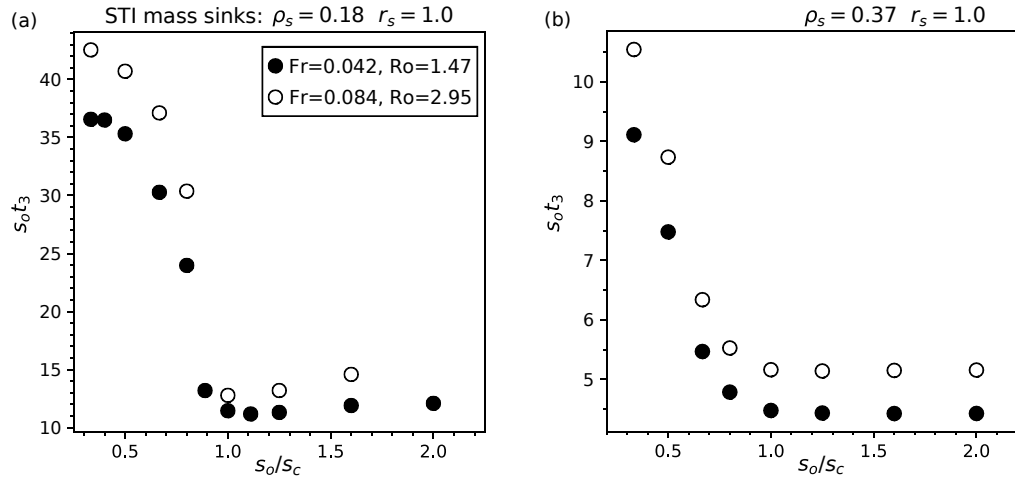 (a)
STI mass sinks: ρₛ = 0.18 rₛ = 1.0
Fr=0.042, Ro=1.47
Fr=0.084, Ro=2.95
40
35
30
25
20
15
10
sₒt₃
0.5 1.0 1.5 2.0
sₒ/s꜀
(b)
ρₛ = 0.37 rₛ = 1.0
10
9
8
7
6
5
sₒt₃
0.5 1.0 1.5 2.0
sₒ/s꜀